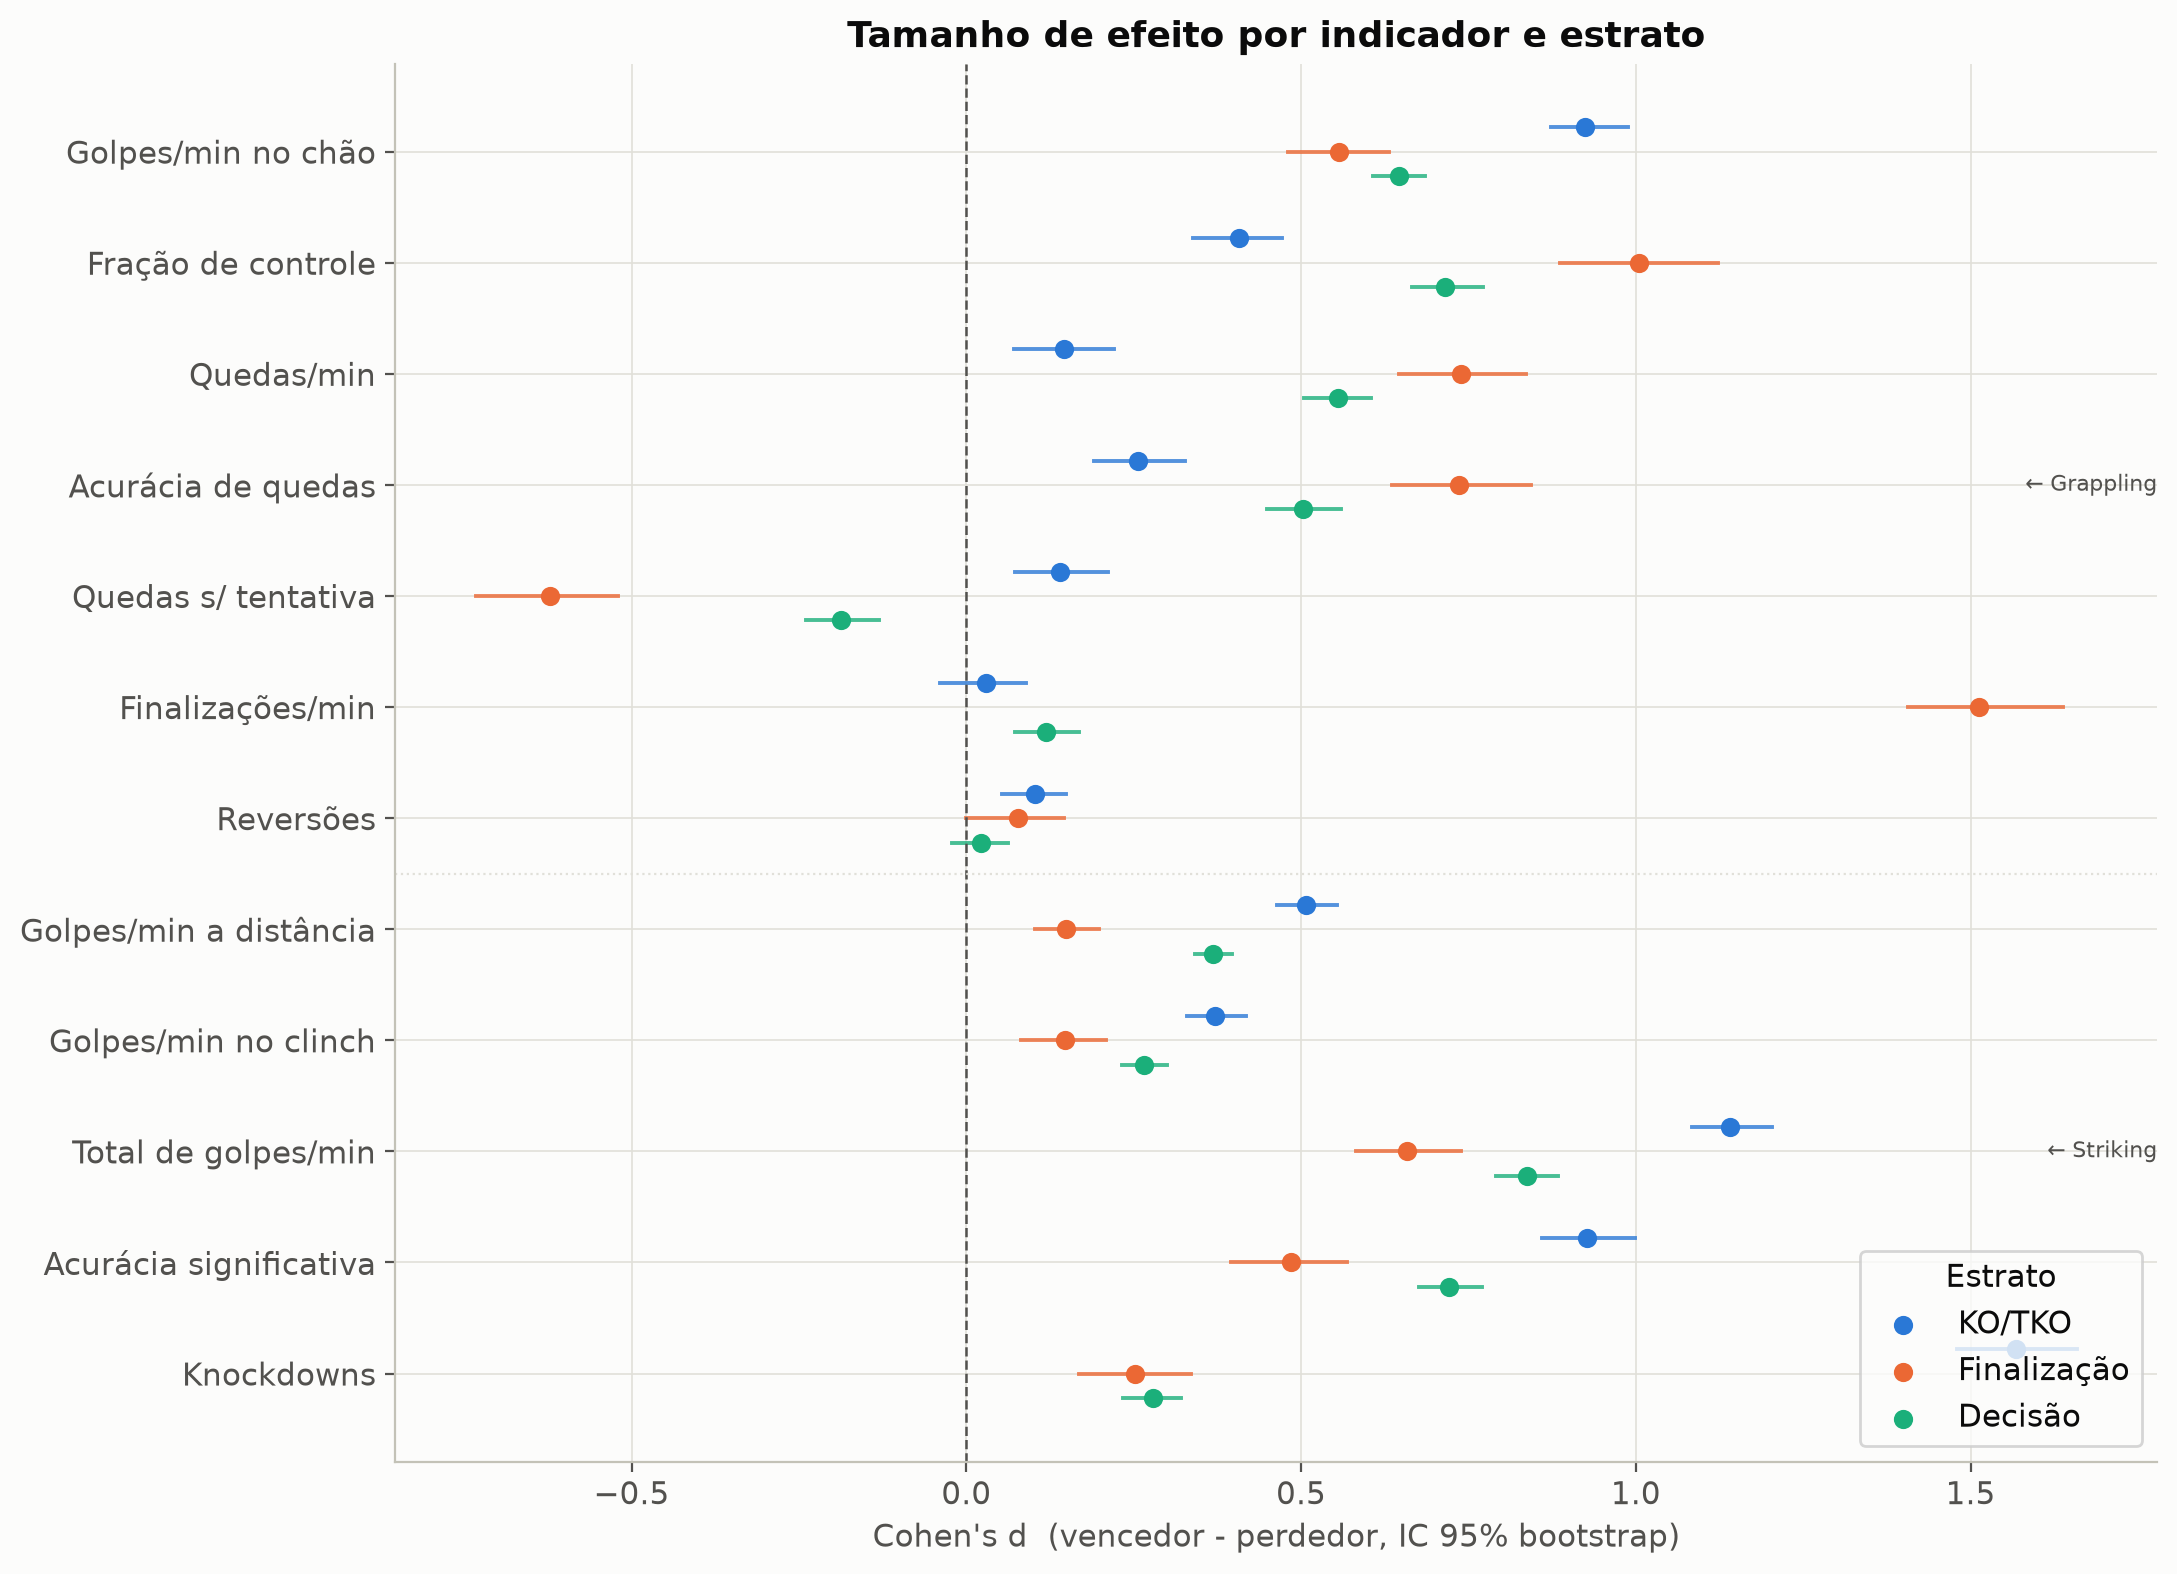 Tamanho de efeito por indicador e estrato
Golpes/min no chão
Fração de controle
Quedas/min
Acurácia de quedas
← Grappling
Quedas s/ tentativa
Finalizações/min
Reversões
Golpes/min a distância
Golpes/min no clinch
Total de golpes/min
← Striking
Acurácia significativa
Knockdowns
Estrato
KO/TKO
Finalização
Decisão
−0.5 0.0 0.5 1.0 1.5
Cohen's d (vencedor - perdedor, IC 95% bootstrap)